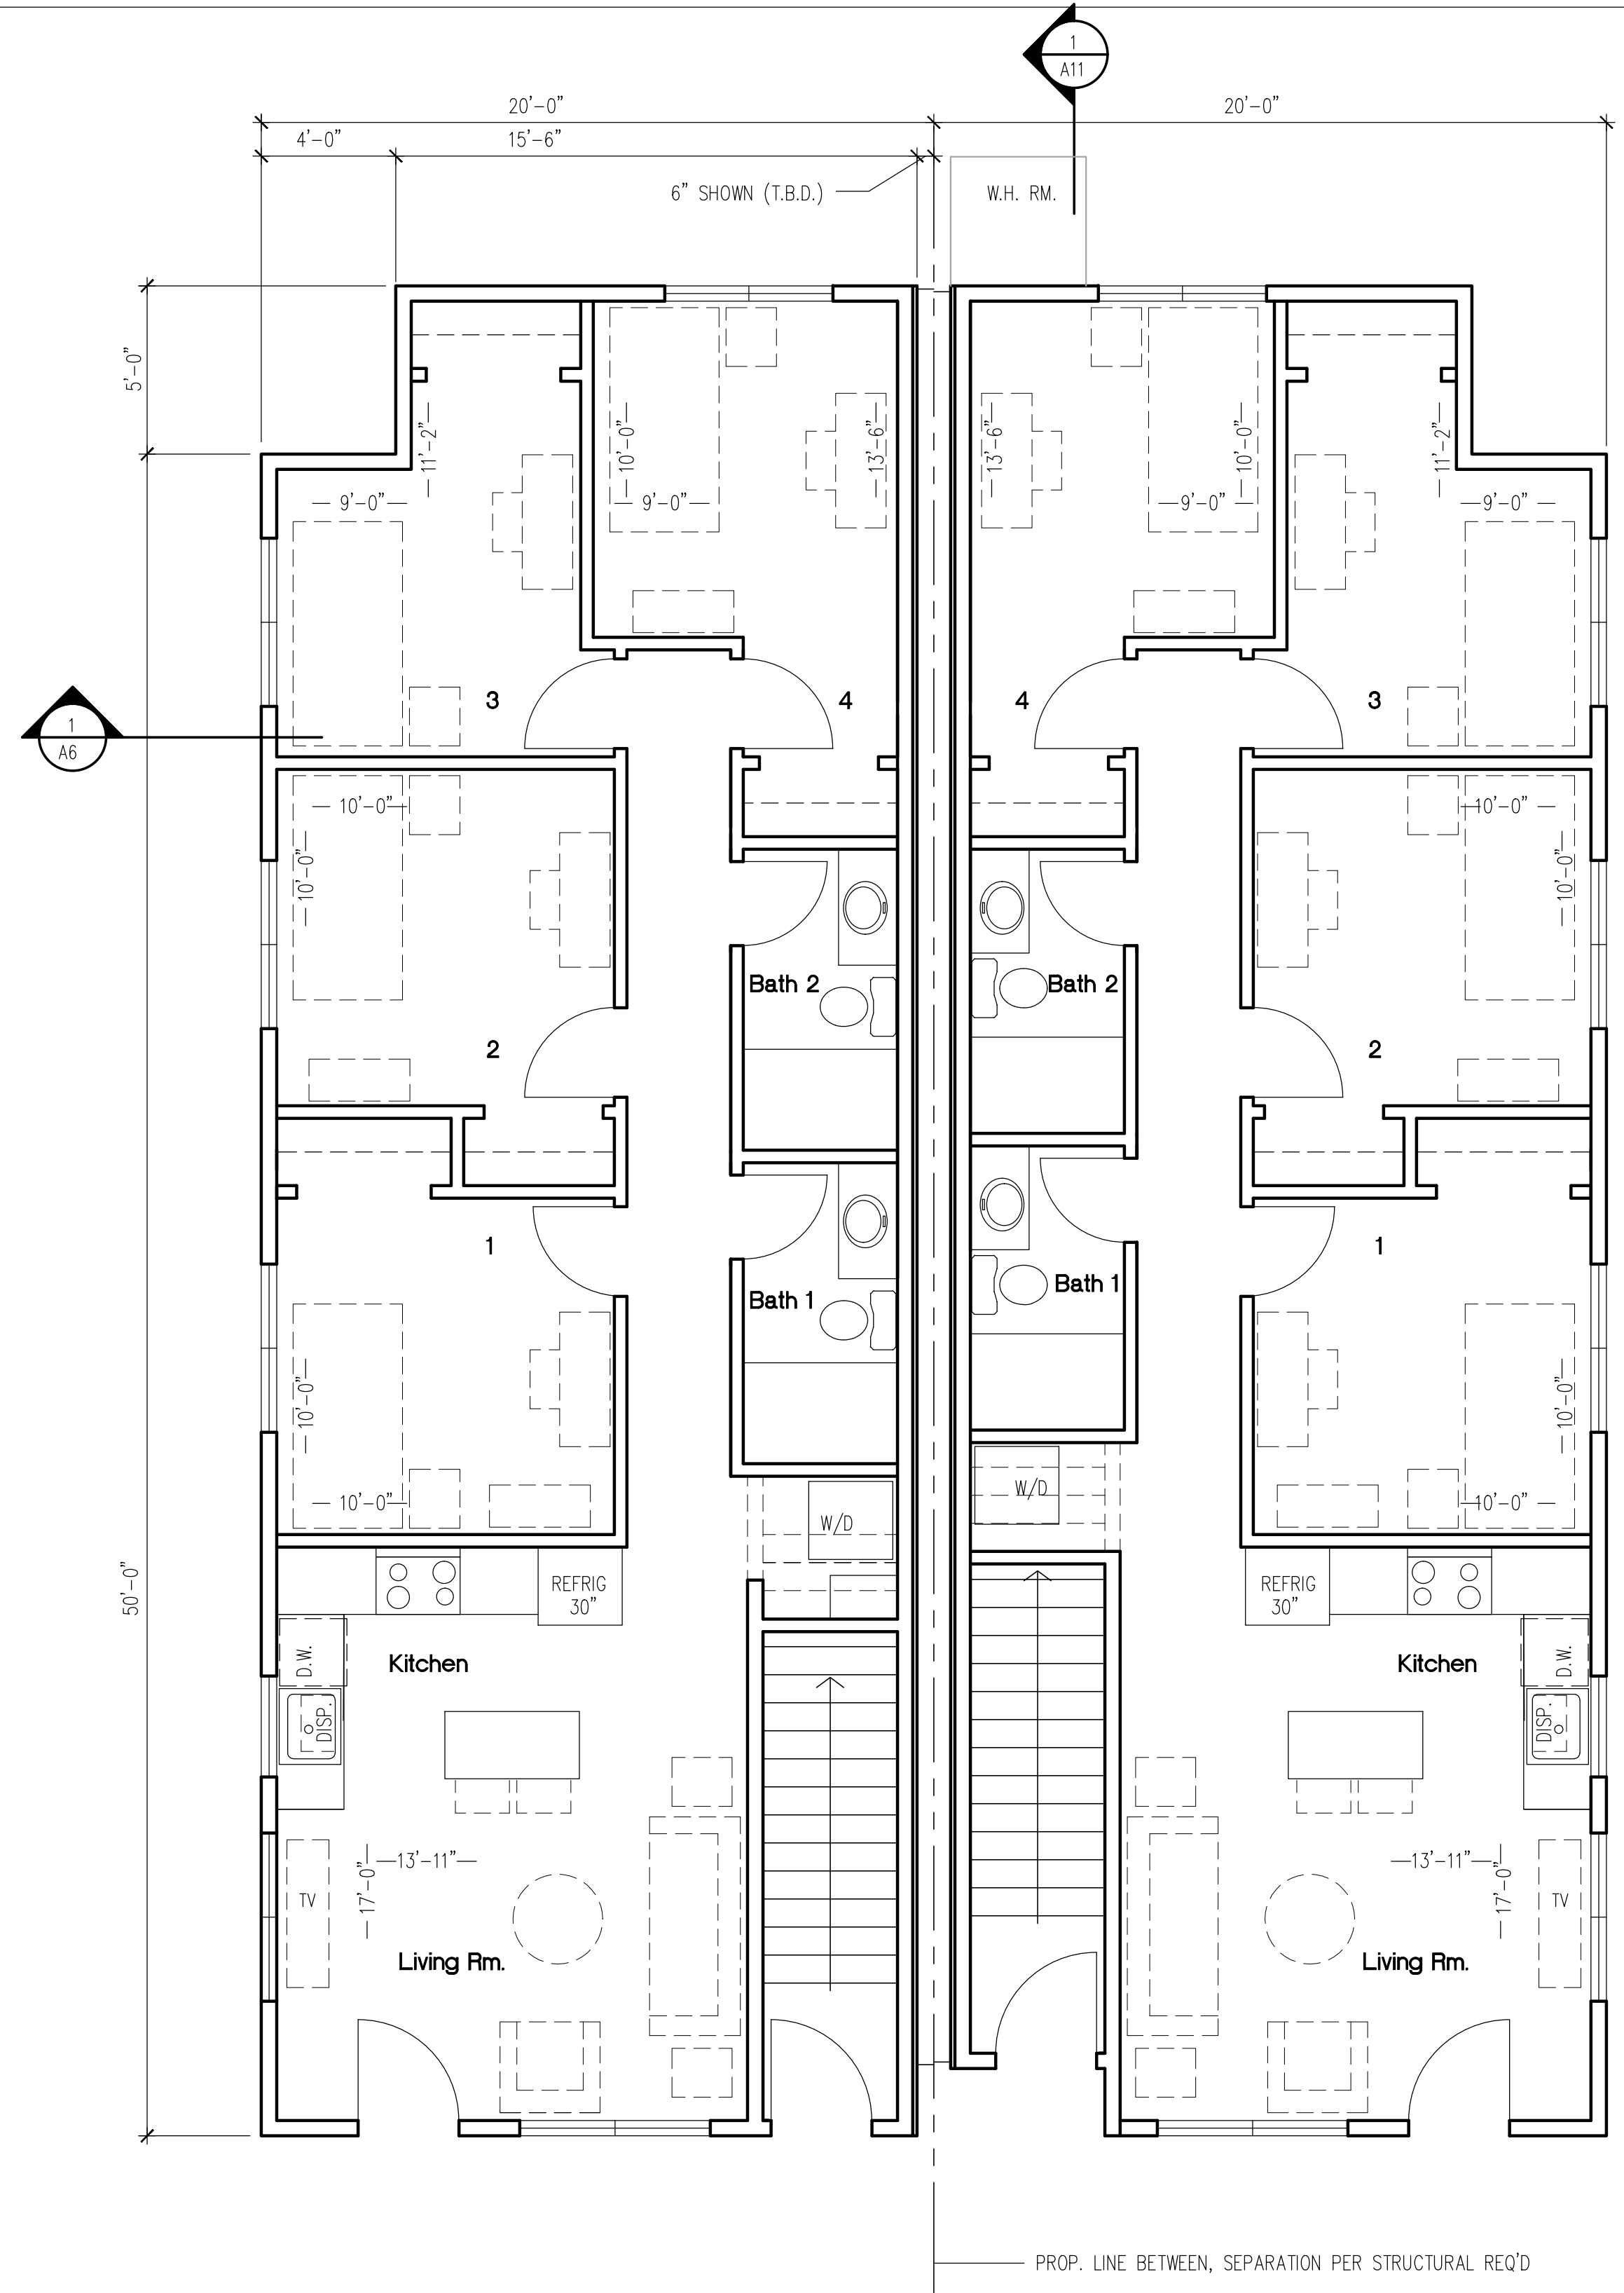 1
A11
20'-0"
20'-0"
4'-0"
15'-6"
6" SHOWN (T.B.D.)
W.H. RM.
5'-0"
11'-2"
10'-0"
13'-6"
13'-6"
10'-0"
11'-2"
9'-0"
9'-0"
9'-0"
9'-0"
3
4
4
3
1
A6
10'-0"
10'-0"
10'-0"
10'-0"
Bath 2
Bath 2
2
2
1
1
Bath 1
Bath 1
10'-0"
10'-0"
10'-0"
10'-0"
W/D
W/D
50'-0"
REFRIG
30"
REFRIG
30"
D.W.
Kitchen
Kitchen
D.W.
DISP.
DISP.
13'-11"
17'-0"
13'-11"
17'-0"
TV
TV
Living Rm.
Living Rm.
PROP. LINE BETWEEN, SEPARATION PER STRUCTURAL REQ'D